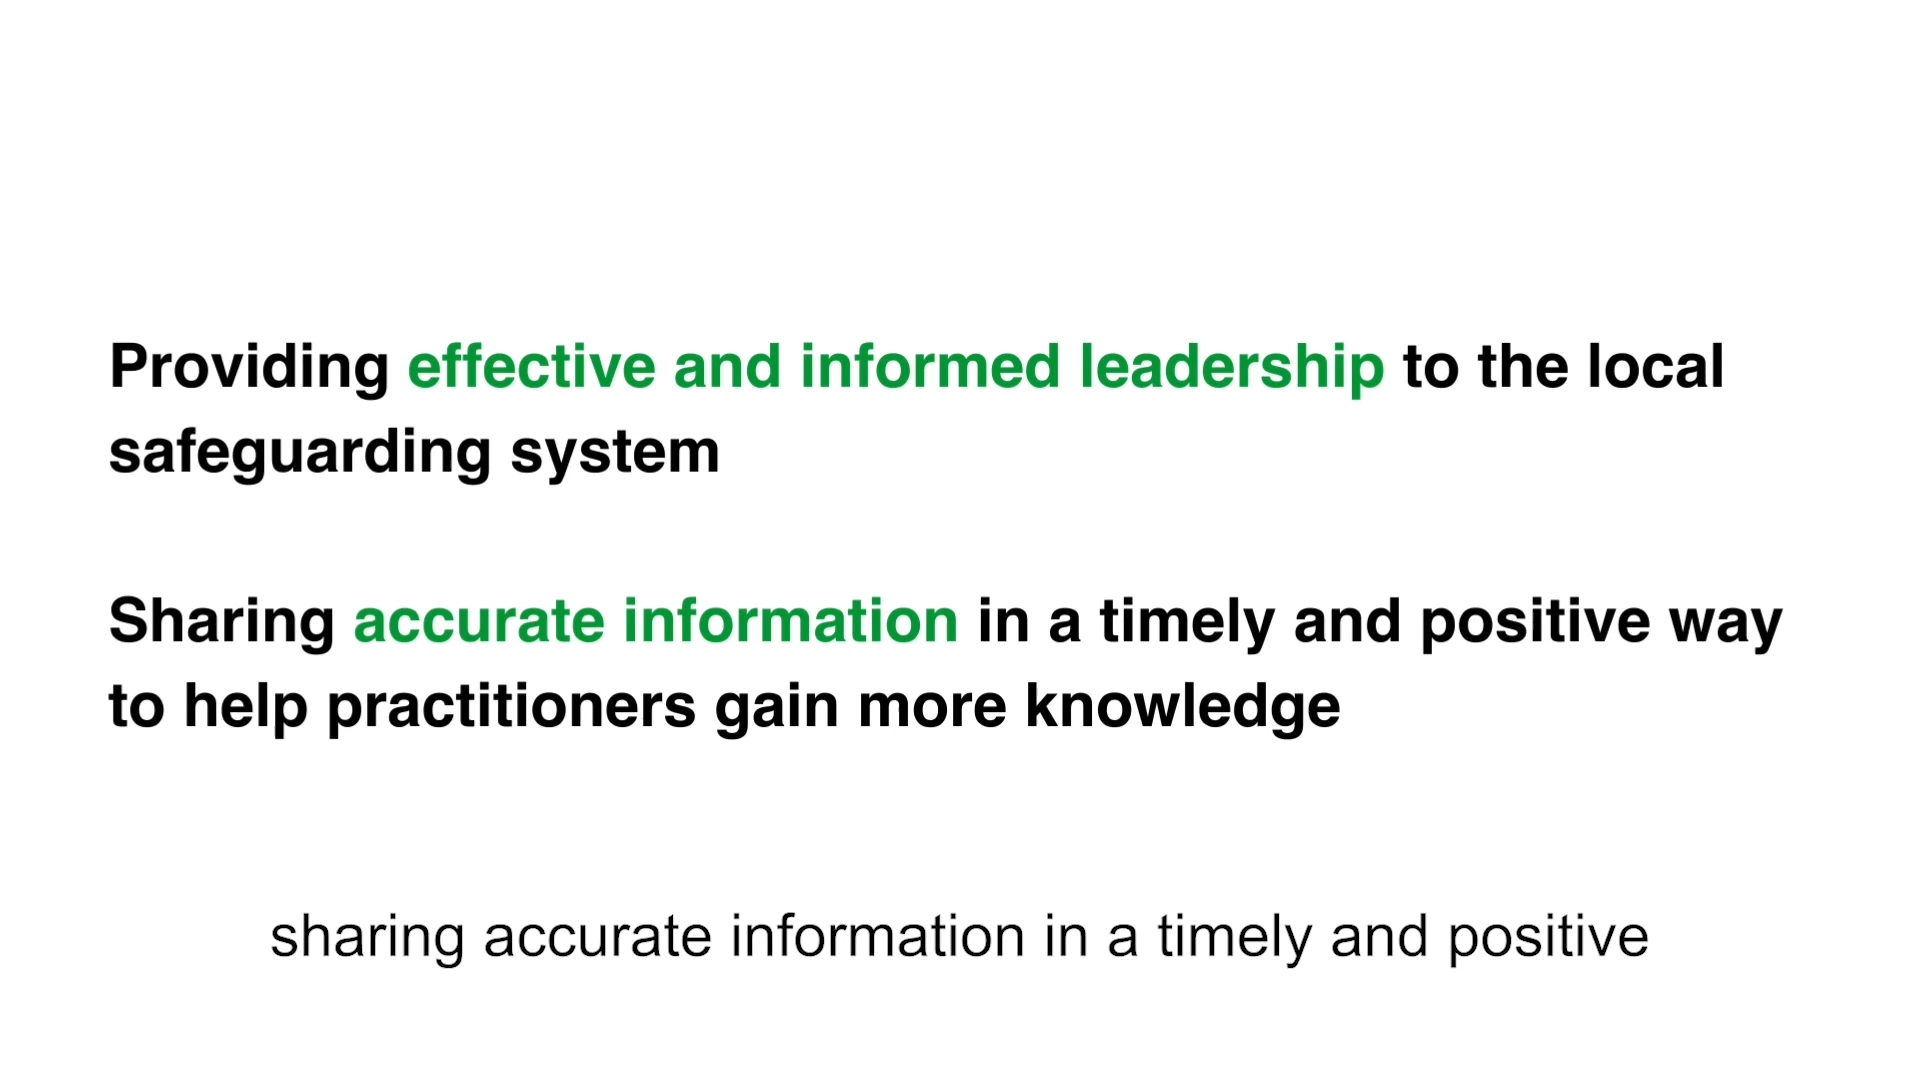 Providing effective and informed leadership to the local
safeguarding system
Sharing accurate information in a timely and positive way
to help practitioners gain more knowledge
sharing accurate information in a timely and positive